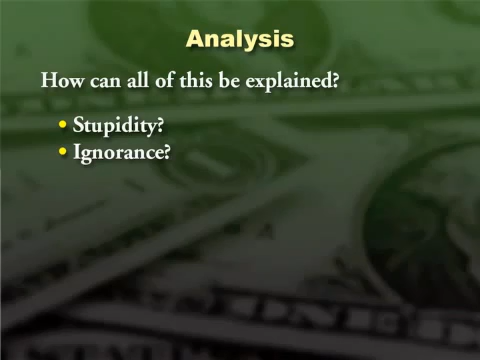 Analysis
How can all of this be explained?
• Stupidity?
• Ignorance?